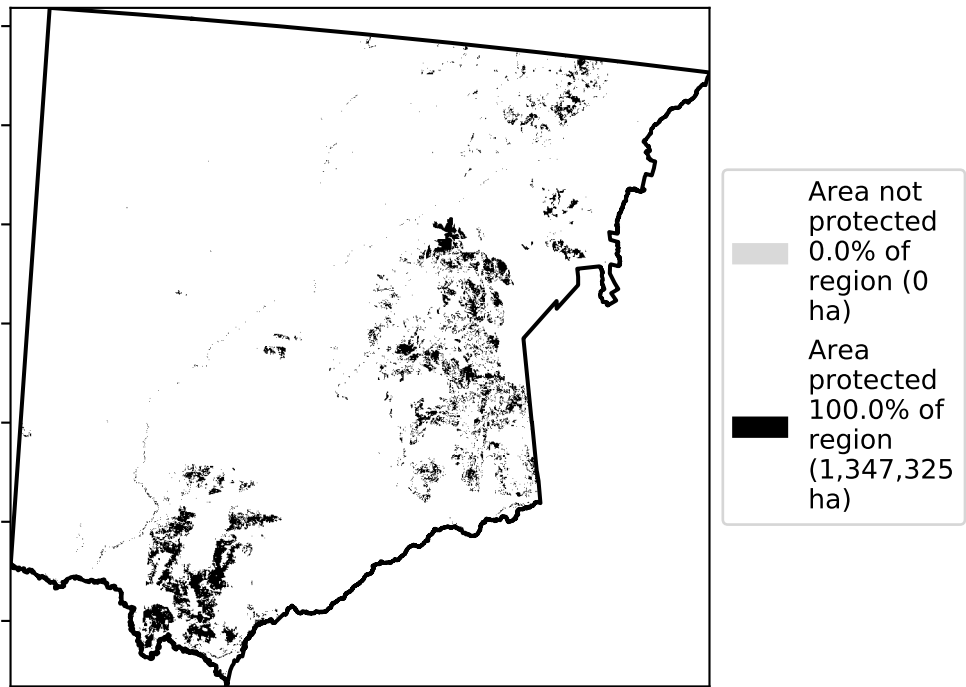 Area not
protected
0.0% of
region (0
ha)
Area
protected
100.0% of
region
(1,347,325
ha)